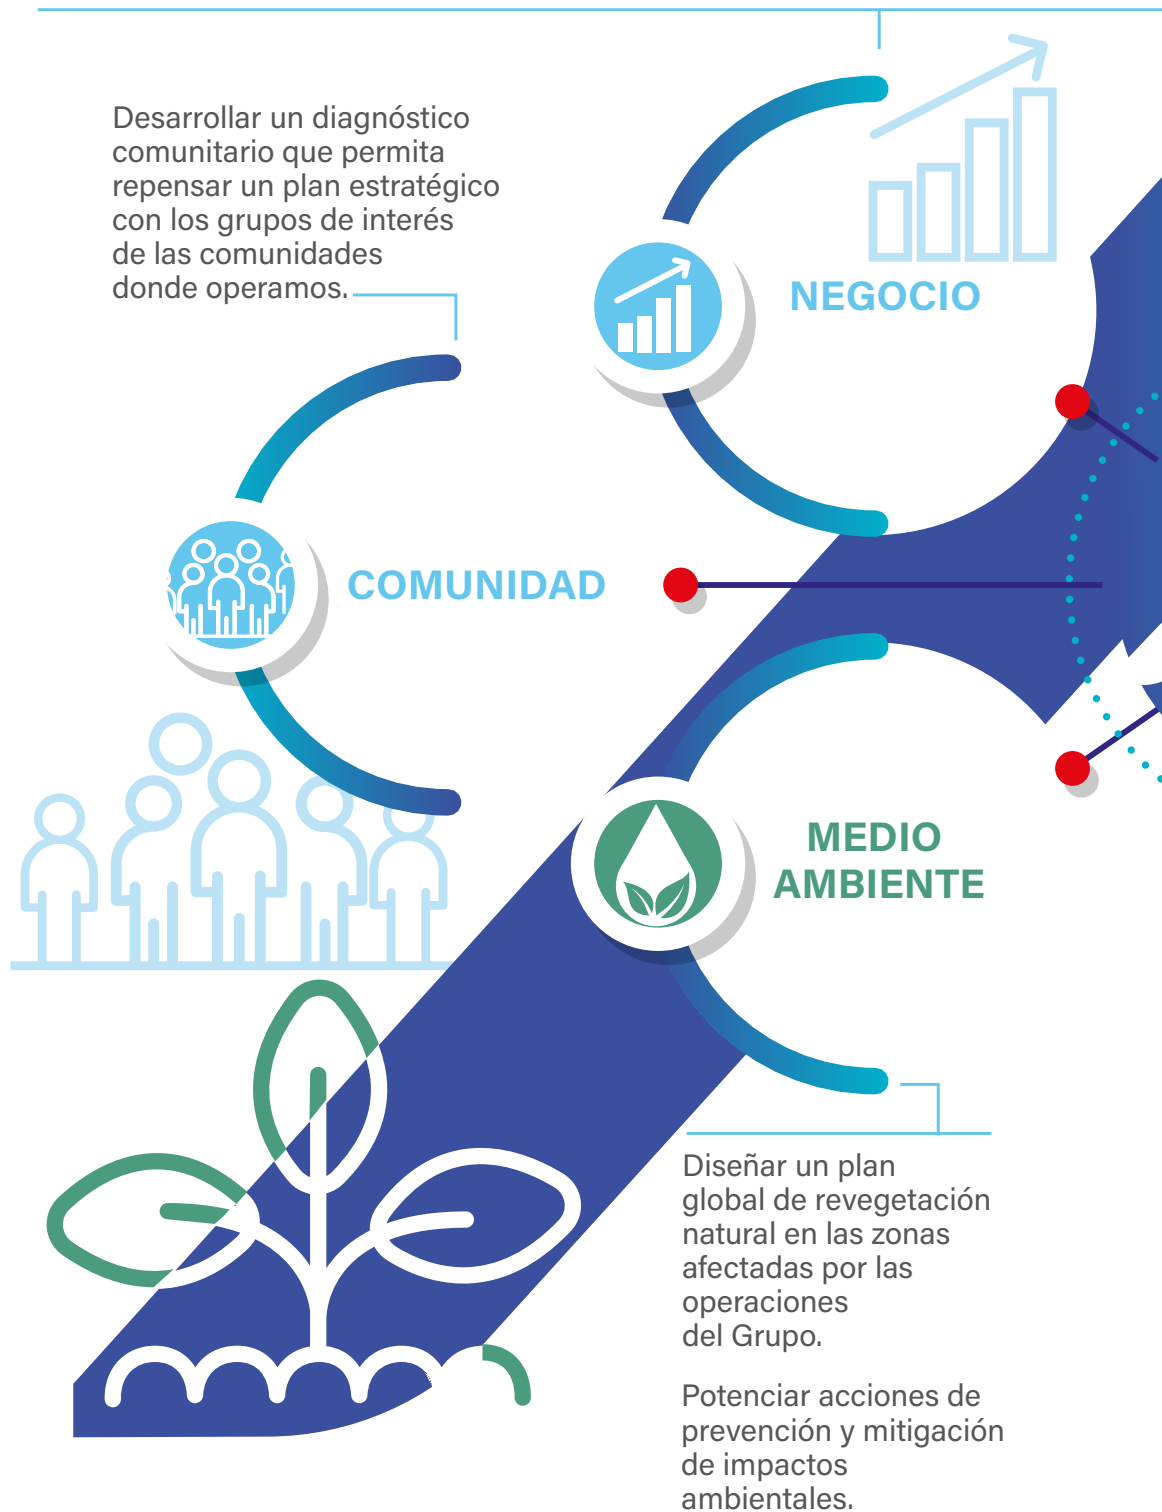 Desarrollar un diagnóstico
comunitario que permita
repensar un plan estratégico
con los grupos de interés
de las comunidades
donde operamos.
NEGOCIO
COMUNIDAD
MEDIO
AMBIENTE
Diseñar un plan
global de revegetación
natural en las zonas
afectadas por las
operaciones
del Grupo.
Potenciar acciones de
prevención y mitigación
de impactos
ambientales.